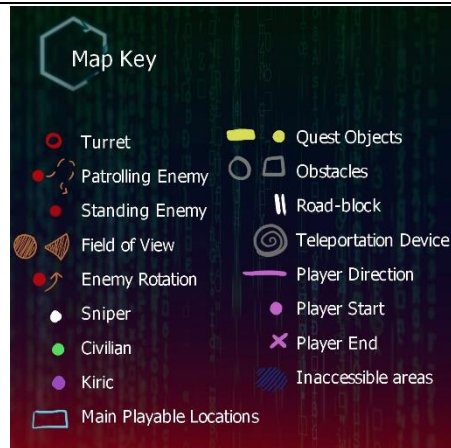 Map Key
Turret
Patrolling Enemy
Standing Enemy
Field of View
Enemy Rotation
Sniper
Civilian
Kiric
Main Playable Locations
Quest Objects
Obstacles
Road-block
Teleportation Device
Player Direction
Player Start
Player End
Inaccessible areas